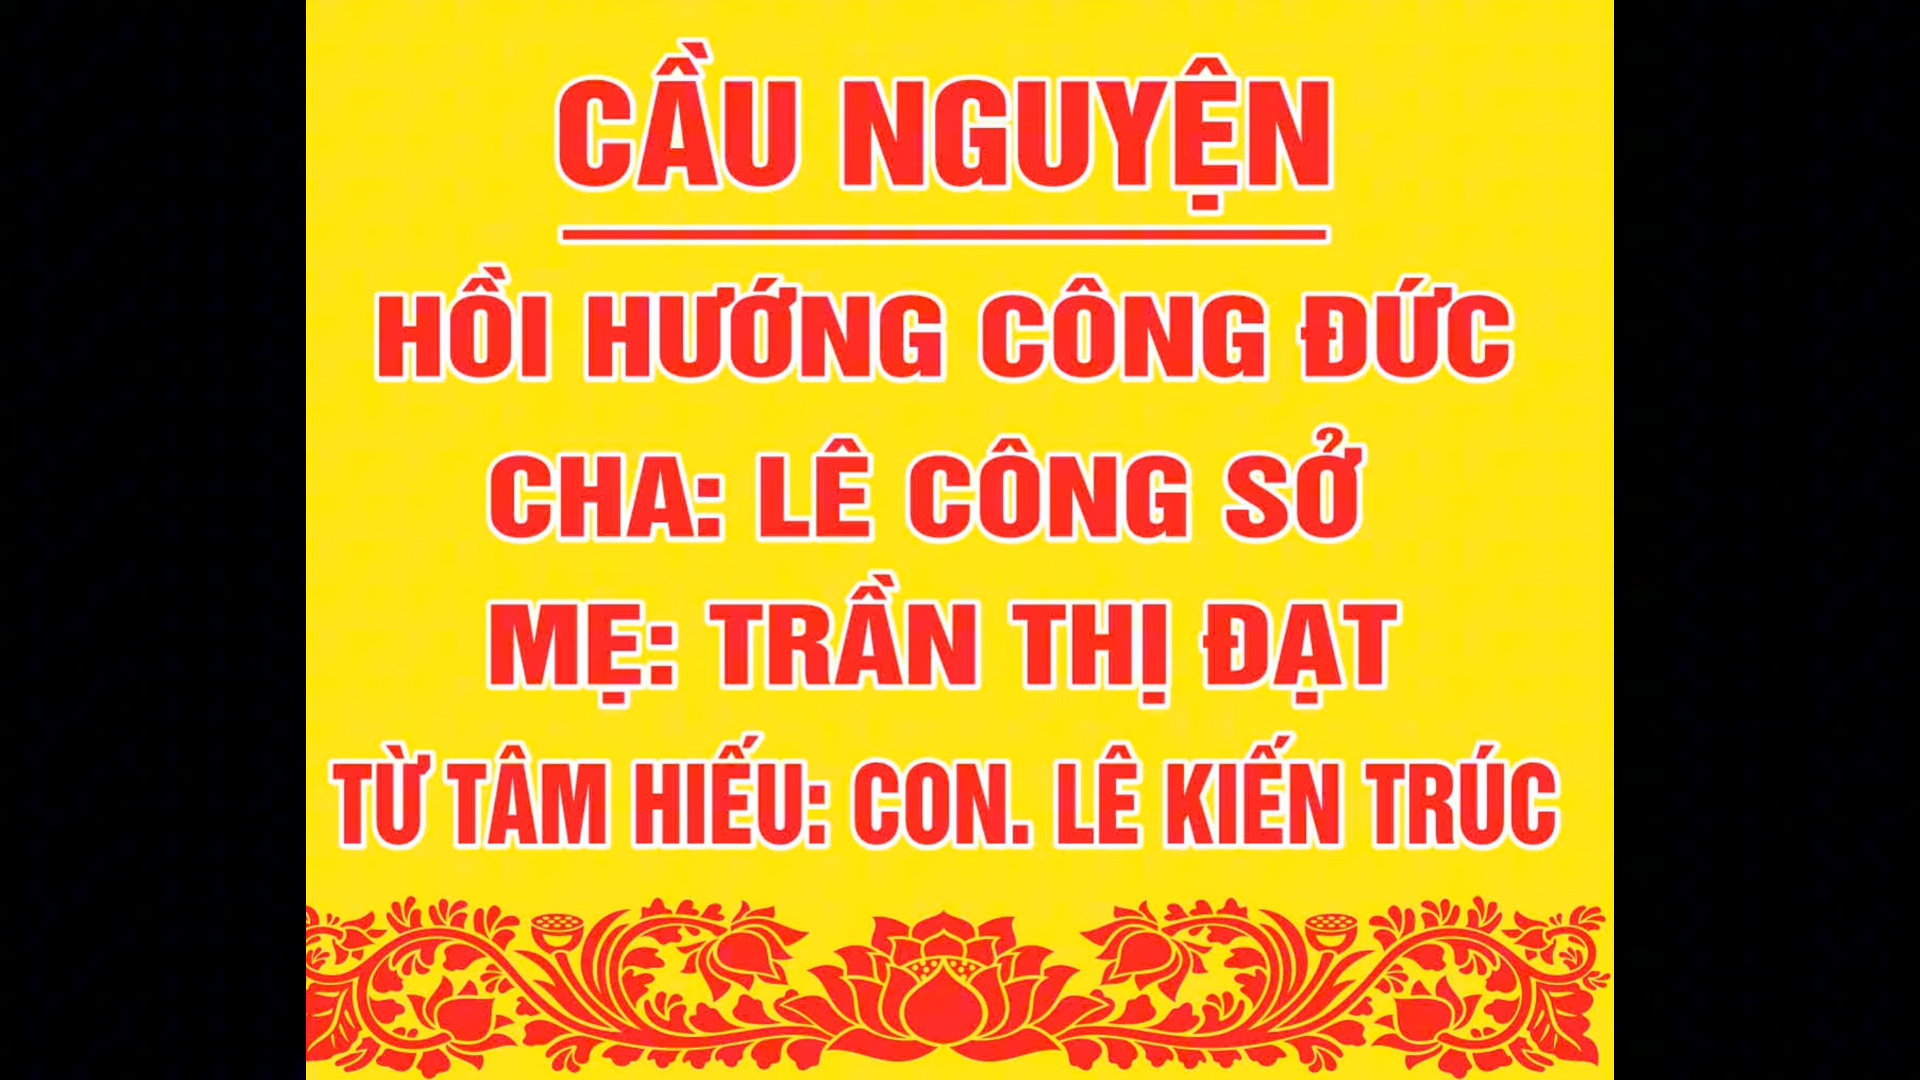 CẦU NGUYỆN
HỒI HƯỚNG CÔNG ĐỨC
CHA: LÊ CÔNG SỞ
MẸ: TRẦN THỊ ĐẠT
TỪ TÂM HIẾU: CON. LÊ KIẾN TRÚC